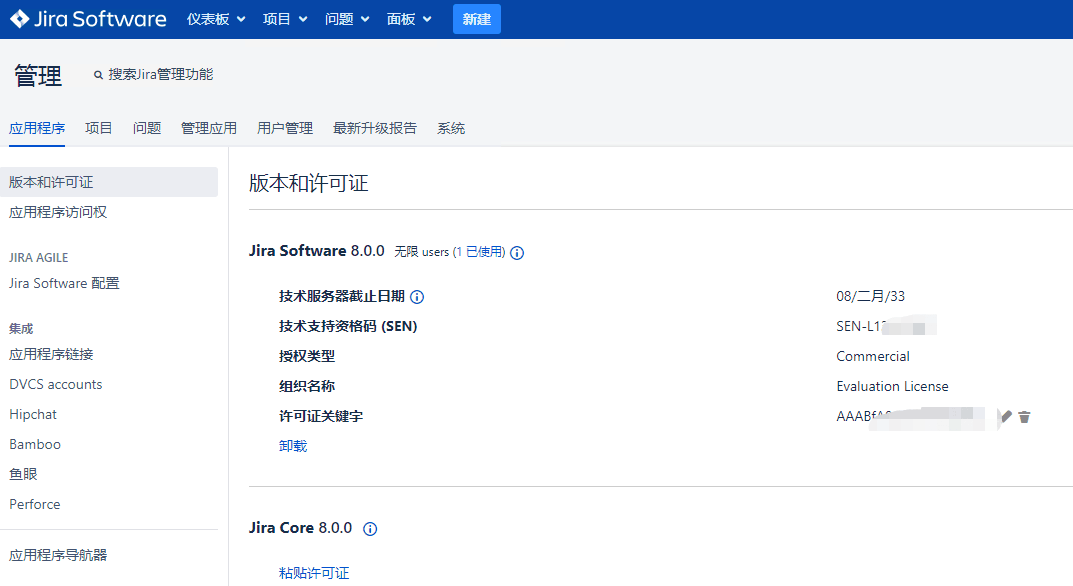 Jira Software 仪表板 项目 问题 面板 新建
管理 搜索Jira管理功能
应用程序 项目 问题 管理应用 用户管理 最新升级报告 系统
版本和许可证
应用程序访问权
JIRA AGILE
Jira Software 配置
集成
应用程序链接
DVCS accounts
Hipchat
Bamboo
鱼眼
Perforce
应用程序导航器
版本和许可证
Jira Software 8.0.0 无限 users (1 已使用)
技术服务器截止日期 08/二月/33
技术支持资格码 (SEN) SEN-L12
授权类型 Commercial
组织名称 Evaluation License
许可证关键字 AAABf
卸载
Jira Core 8.0.0
粘贴许可证